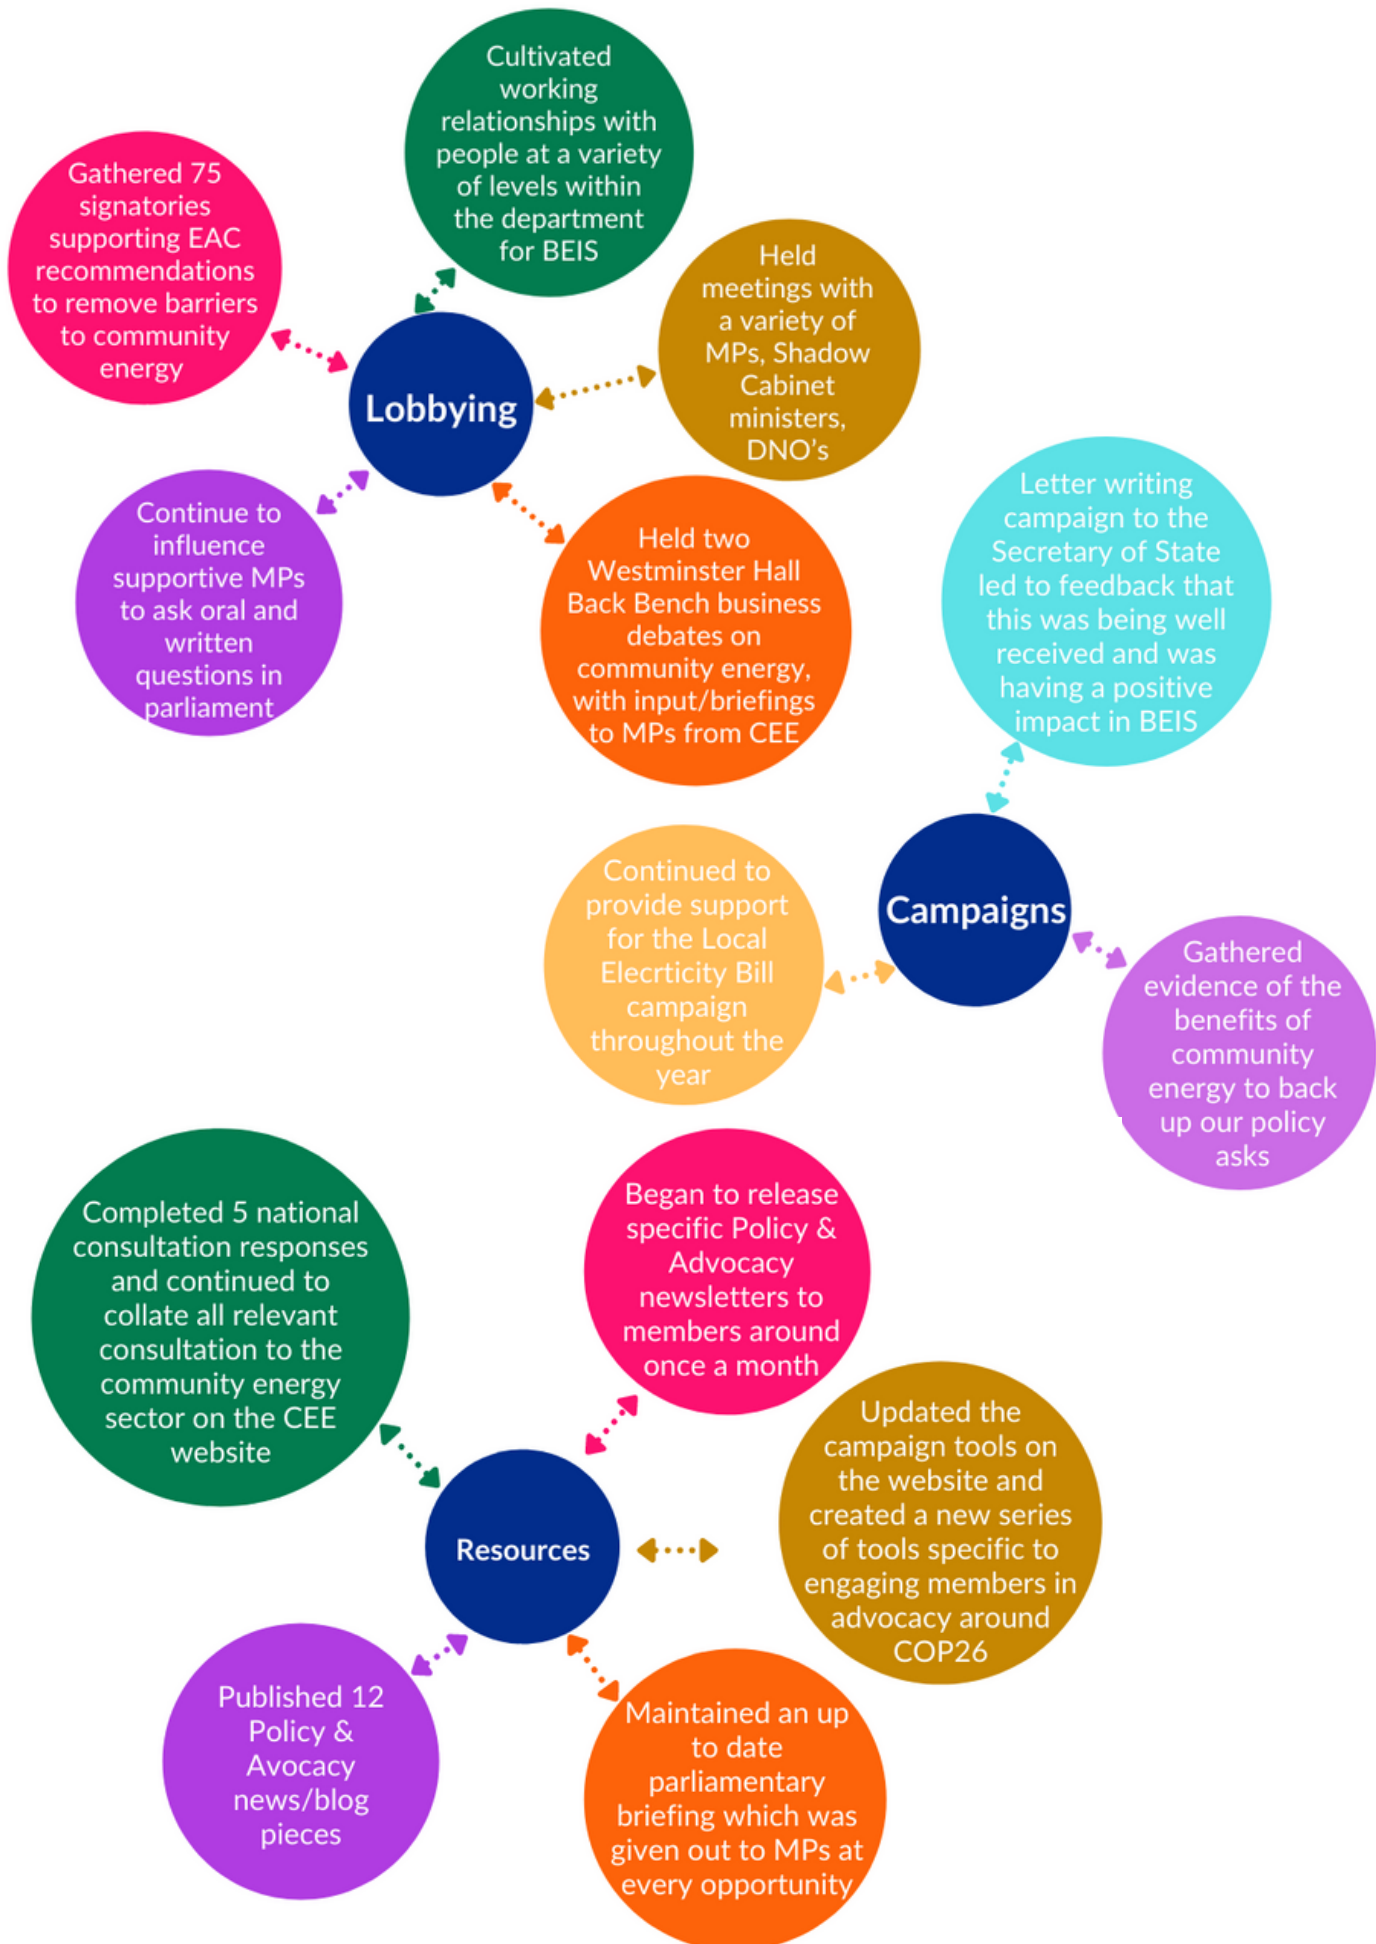 Cultivated
working
relationships with
people at a variety
of levels within
the department
for BEIS
Gathered 75
signatories
supporting EAC
recommendations
to remove barriers
to community
energy
Held
meetings with
a variety of
MPs, Shadow
Cabinet
ministers,
DNO's
Lobbying
Continue to
influence
supportive MPs
to ask oral and
written
questions in
parliament
Held two
Westminster Hall
Back Bench business
debates on
community energy,
with input/briefings
to MPs from CEE
Letter writing
campaign to the
Secretary of State
led to feedback that
this was being well
received and was
having a positive
impact in BEIS
Campaigns
Continued to
provide support
for the Local
Elecrticity Bill
campaign
throughout the
year
Gathered
evidence of the
benefits of
community
energy to back
up our policy
asks
Completed 5 national
consultation responses
and continued to
collate all relevant
consultation to the
community energy
sector on the CEE
website
Began to release
specific Policy &
Advocacy
newsletters to
members around
once a month
Updated the
campaign tools on
the website and
created a new series
of tools specific to
engaging members in
advocacy around
COP26
Resources
Published 12
Policy &
Avocacy
news/blog
pieces
Maintained an up
to date
parliamentary
briefing which was
given out to MPs at
every opportunity